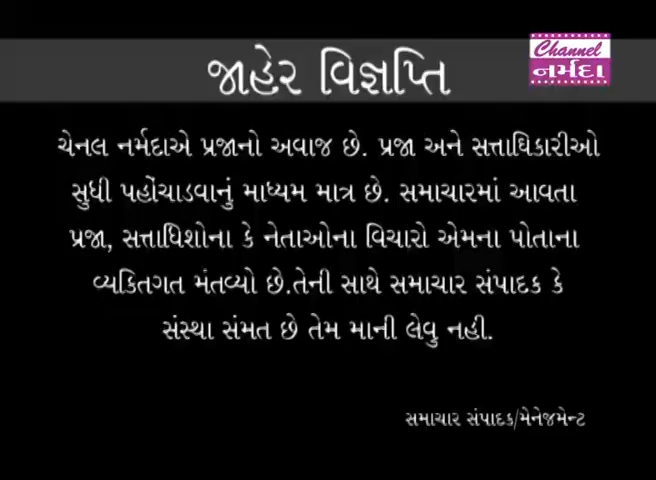 જાહેર વિજ્ઞપ્તિ
Channel
નર્મદા
ચેનલ નર્મદાએ પ્રજાનો અવાજ છે. પ્રજા અને સત્તાધિકારીઓ
સુધી પહોંચાડવાનું માધ્યમ માત્ર છે. સમાચારમાં આવતા
પ્રજા, સત્તાધિશોના કે નેતાઓના વિચારો એમના પોતાના
વ્યકિતગત મંતવ્યો છે.તેની સાથે સમાચાર સંપાદક કે
સંસ્થા સંમત છે તેમ માની લેવુ નહી.
સમાચાર સંપાદક/મેનેજમેન્ટ